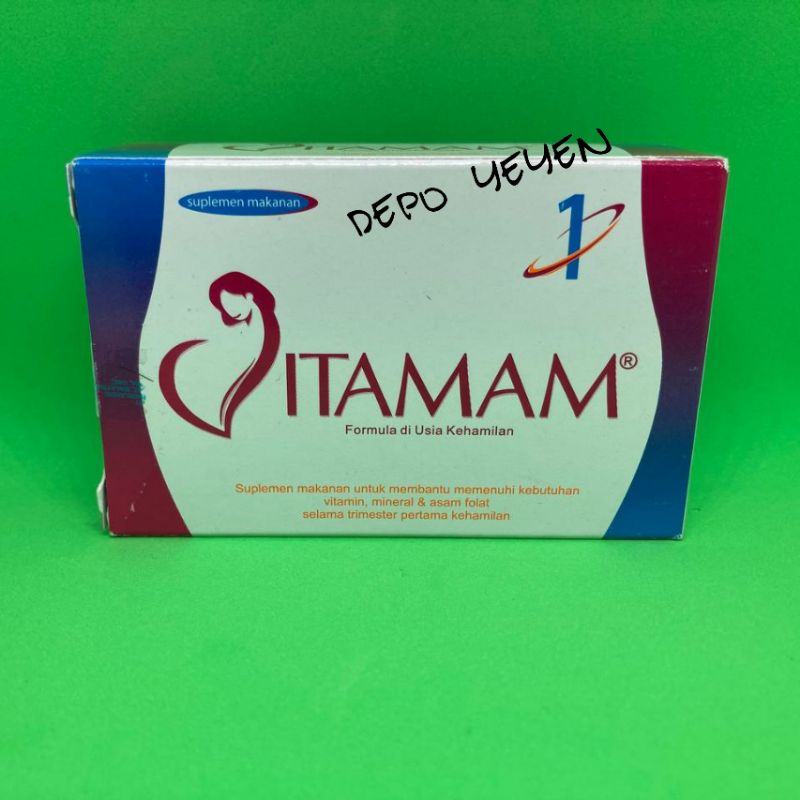 VITAMAM
DEPO YEYEN
suplemen makanan
1
VITAMAM®
Formula di Usia Kehamilan
Suplemen makanan untuk membantu memenuhi kebutuhan
vitamin, mineral & asam folat
selama trimester pertama kehamilan